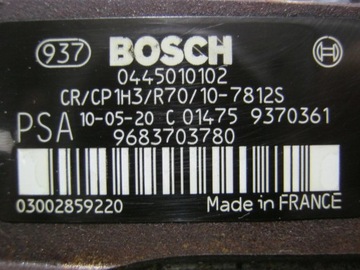 937 BOSCH
0445010102
CR/CP1H3/R70/10-7812S
PSA 10-05-20 C 01475 9370361
9683703780
03002859220 Made in FRANCE